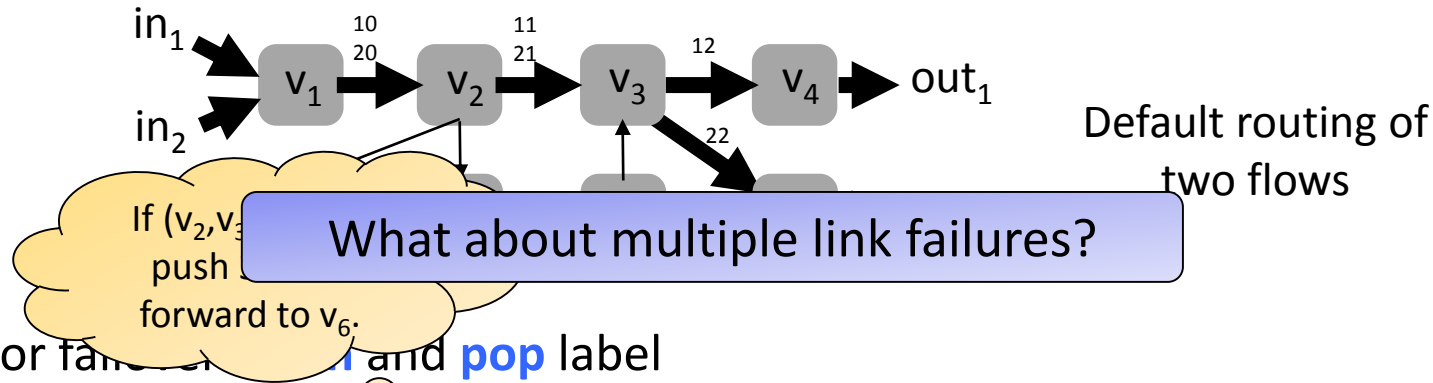 in₁
10
20
11
21
12
v₁
v₂
v₃
v₄
out₁
in₂
22
Default routing of
two flows
If (v₂,v₃
push
forward to v₆.
What about multiple link failures?
or and pop label